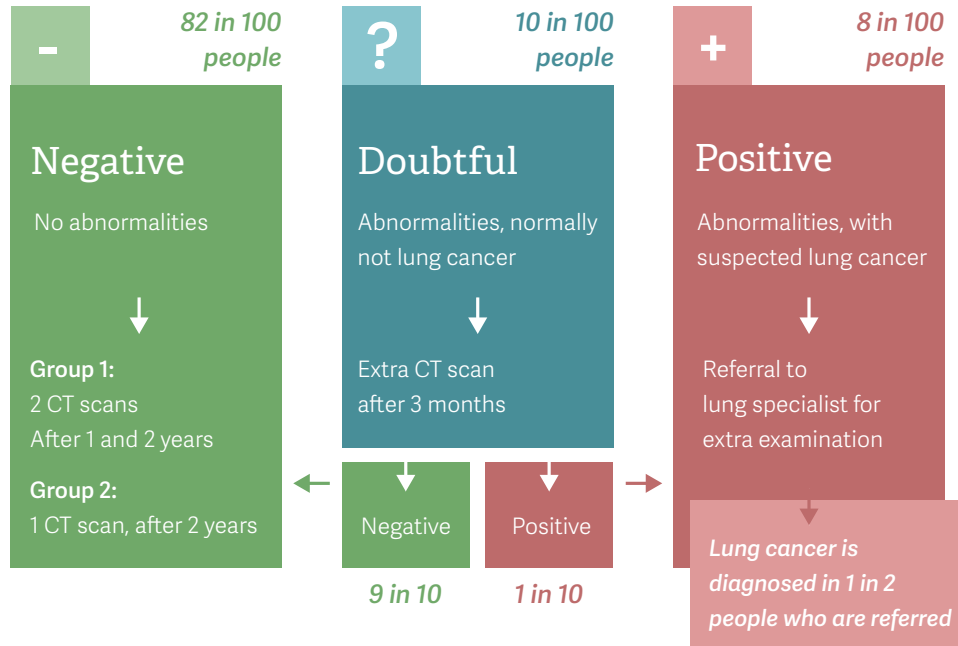 -
82 in 100
people
Negative
No abnormalities
Group 1:
2 CT scans
After 1 and 2 years
Group 2:
1 CT scan, after 2 years
?
10 in 100
people
Doubtful
Abnormalities, normally
not lung cancer
Extra CT scan
after 3 months
Negative
9 in 10
Positive
1 in 10
+
8 in 100
people
Positive
Abnormalities, with
suspected lung cancer
Referral to
lung specialist for
extra examination
Lung cancer is
diagnosed in 1 in 2
people who are referred